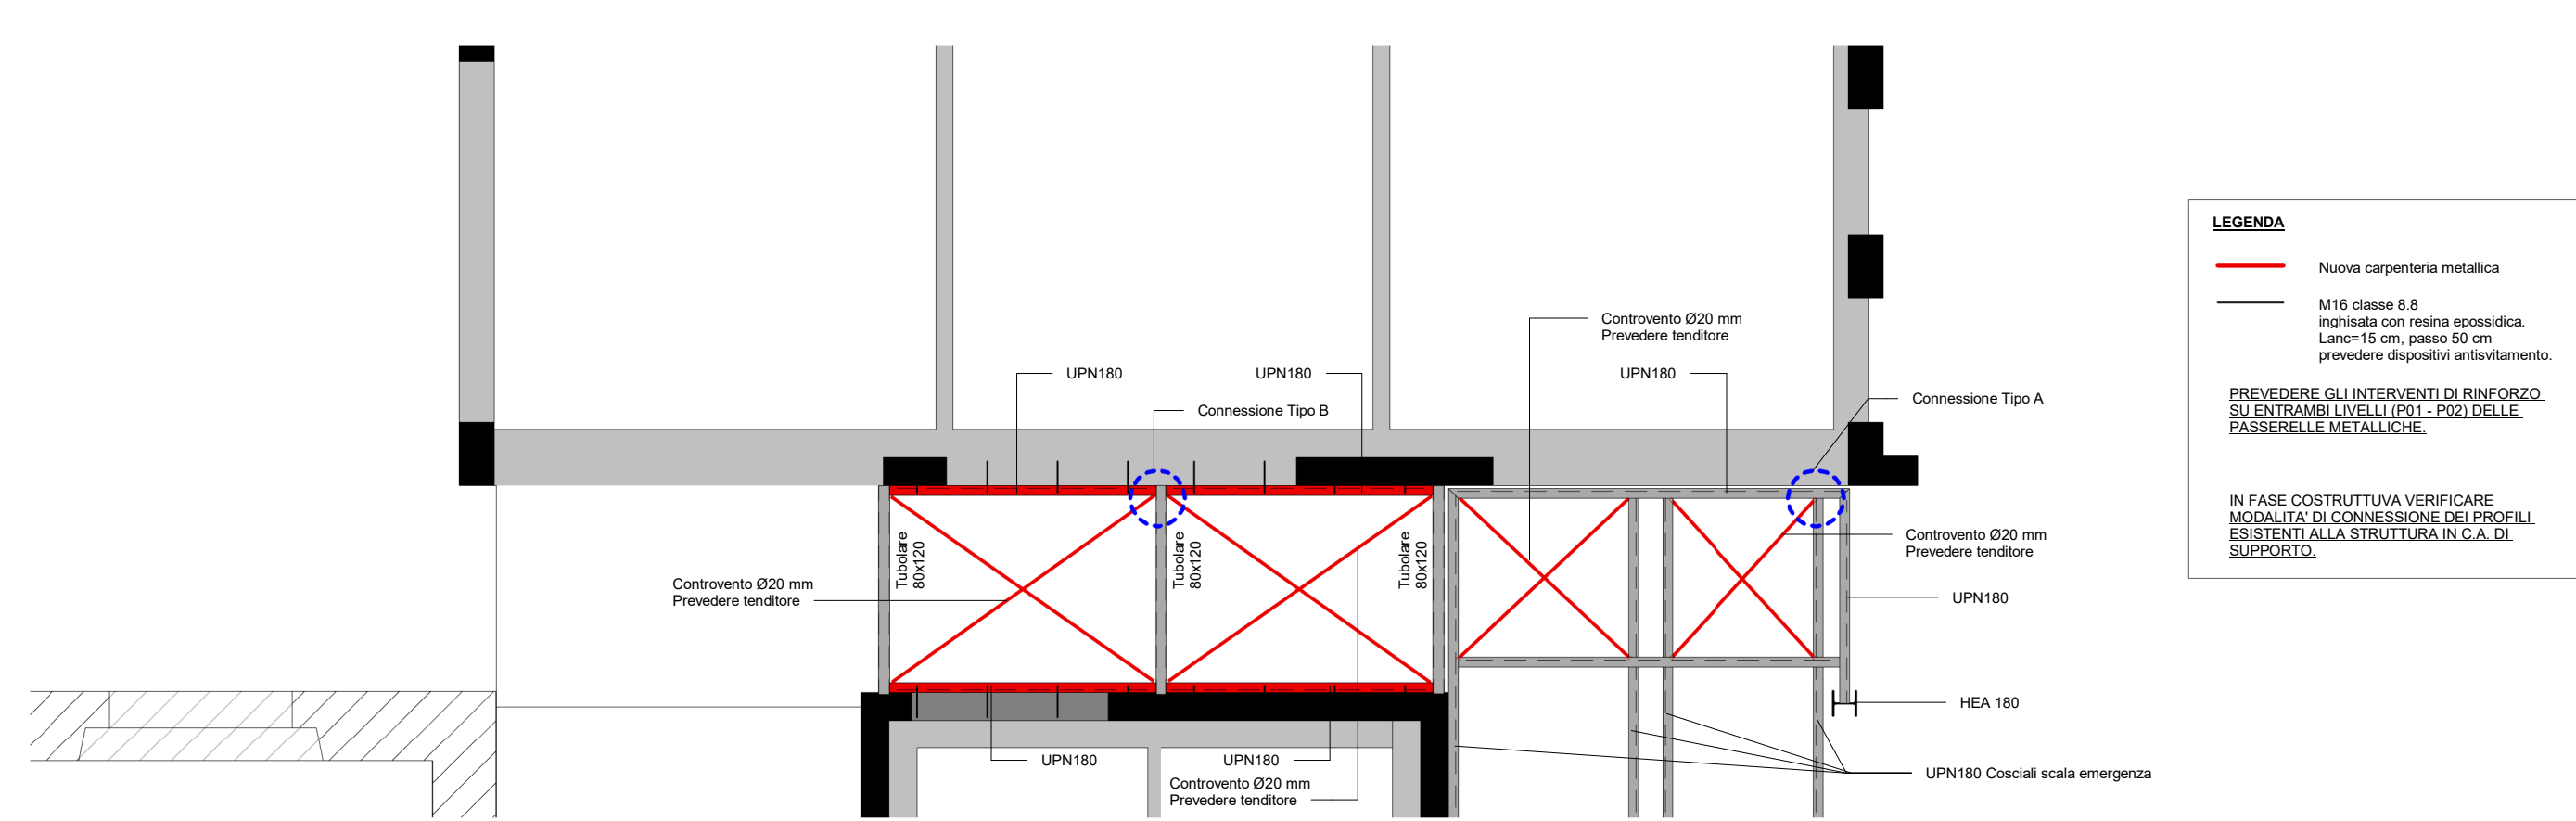 Controvento Ø20 mm
Prevedere tenditore
UPN180
UPN180
UPN180
Connessione Tipo B
Connessione Tipo A
Tubolare
80x120
Tubolare
80x120
Tubolare
80x120
Controvento Ø20 mm
Prevedere tenditore
Controvento Ø20 mm
Prevedere tenditore
UPN180
HEA 180
UPN180
UPN180
Controvento Ø20 mm
Prevedere tenditore
UPN180 Cosciali scala emergenza
LEGENDA
Nuova carpenteria metallica
M16 classe 8.8
inghisata con resina epossidica.
Lanc=15 cm, passo 50 cm
prevedere dispositivi antisvitamento.
PREVEDERE GLI INTERVENTI DI RINFORZO
SU ENTRAMBI LIVELLI (P01 - P02) DELLE
PASSERELLE METALLICHE.
IN FASE COSTRUTTUVA VERIFICARE
MODALITA' DI CONNESSIONE DEI PROFILI
ESISTENTI ALLA STRUTTURA IN C.A. DI
SUPPORTO.